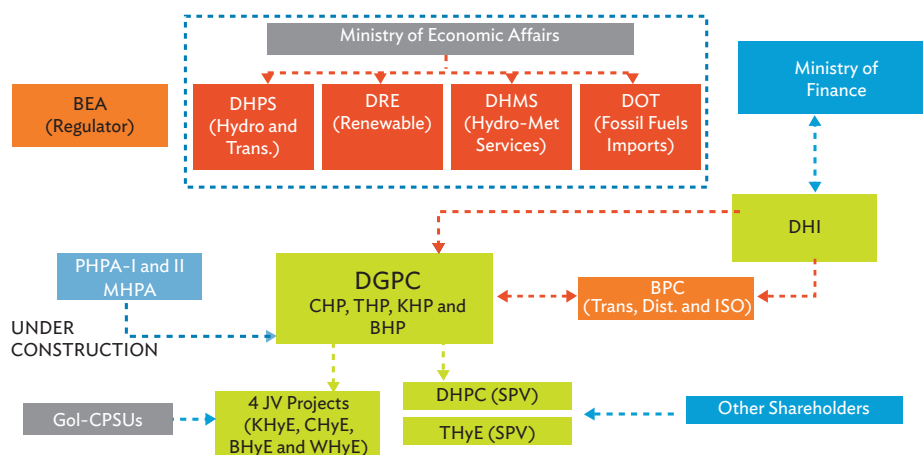 Ministry of Economic Affairs
Ministry of
Finance
BEA
(Regulator)
DHPS
(Hydro and
Trans.)
DRE
(Renewable)
DHMS
(Hydro-Met
Services)
DOT
(Fossil Fuels
Imports)
DHI
PHPA-I and II
MHPA
DGPC
CHP, THP, KHP and
BHP
BPC
(Trans, Dist. and ISO)
UNDER
CONSTRUCTION
GoI-CPSUs
4 JV Projects
(KHyE, CHyE,
BHyE and WHyE)
DHPC (SPV)
THyE (SPV)
Other Shareholders